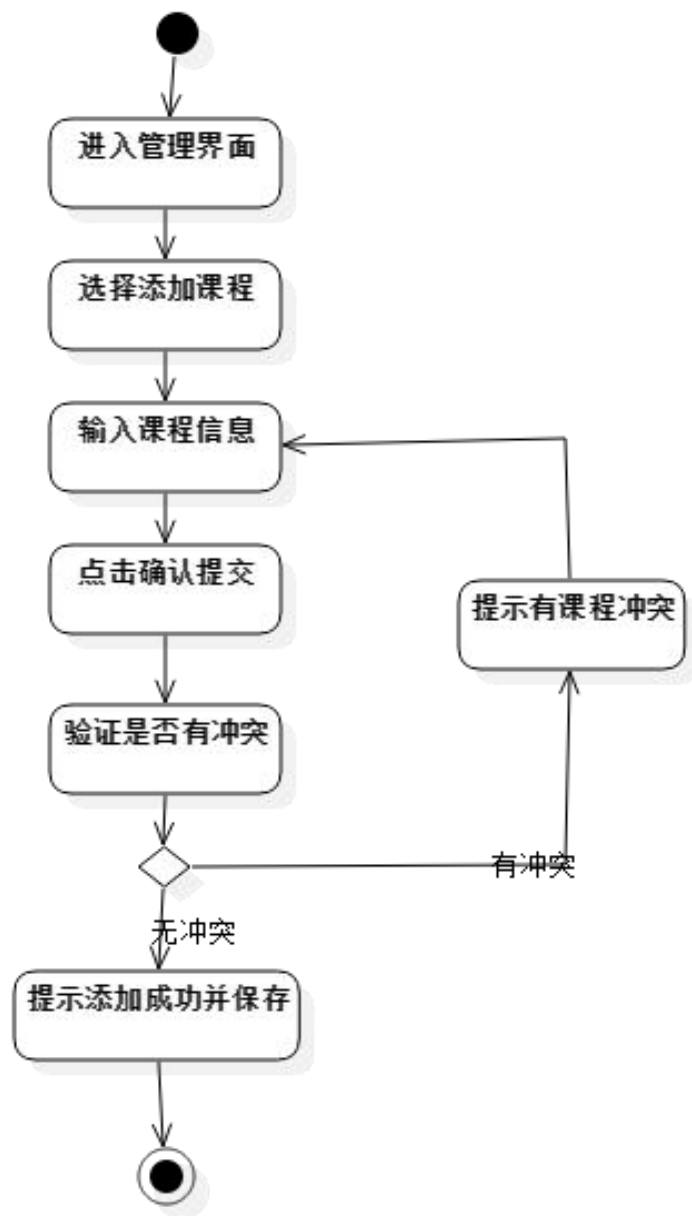 进入管理界面
选择添加课程
输入课程信息
点击确认提交
提示有课程冲突
验证是否有冲突
有冲突
无冲突
提示添加成功并保存